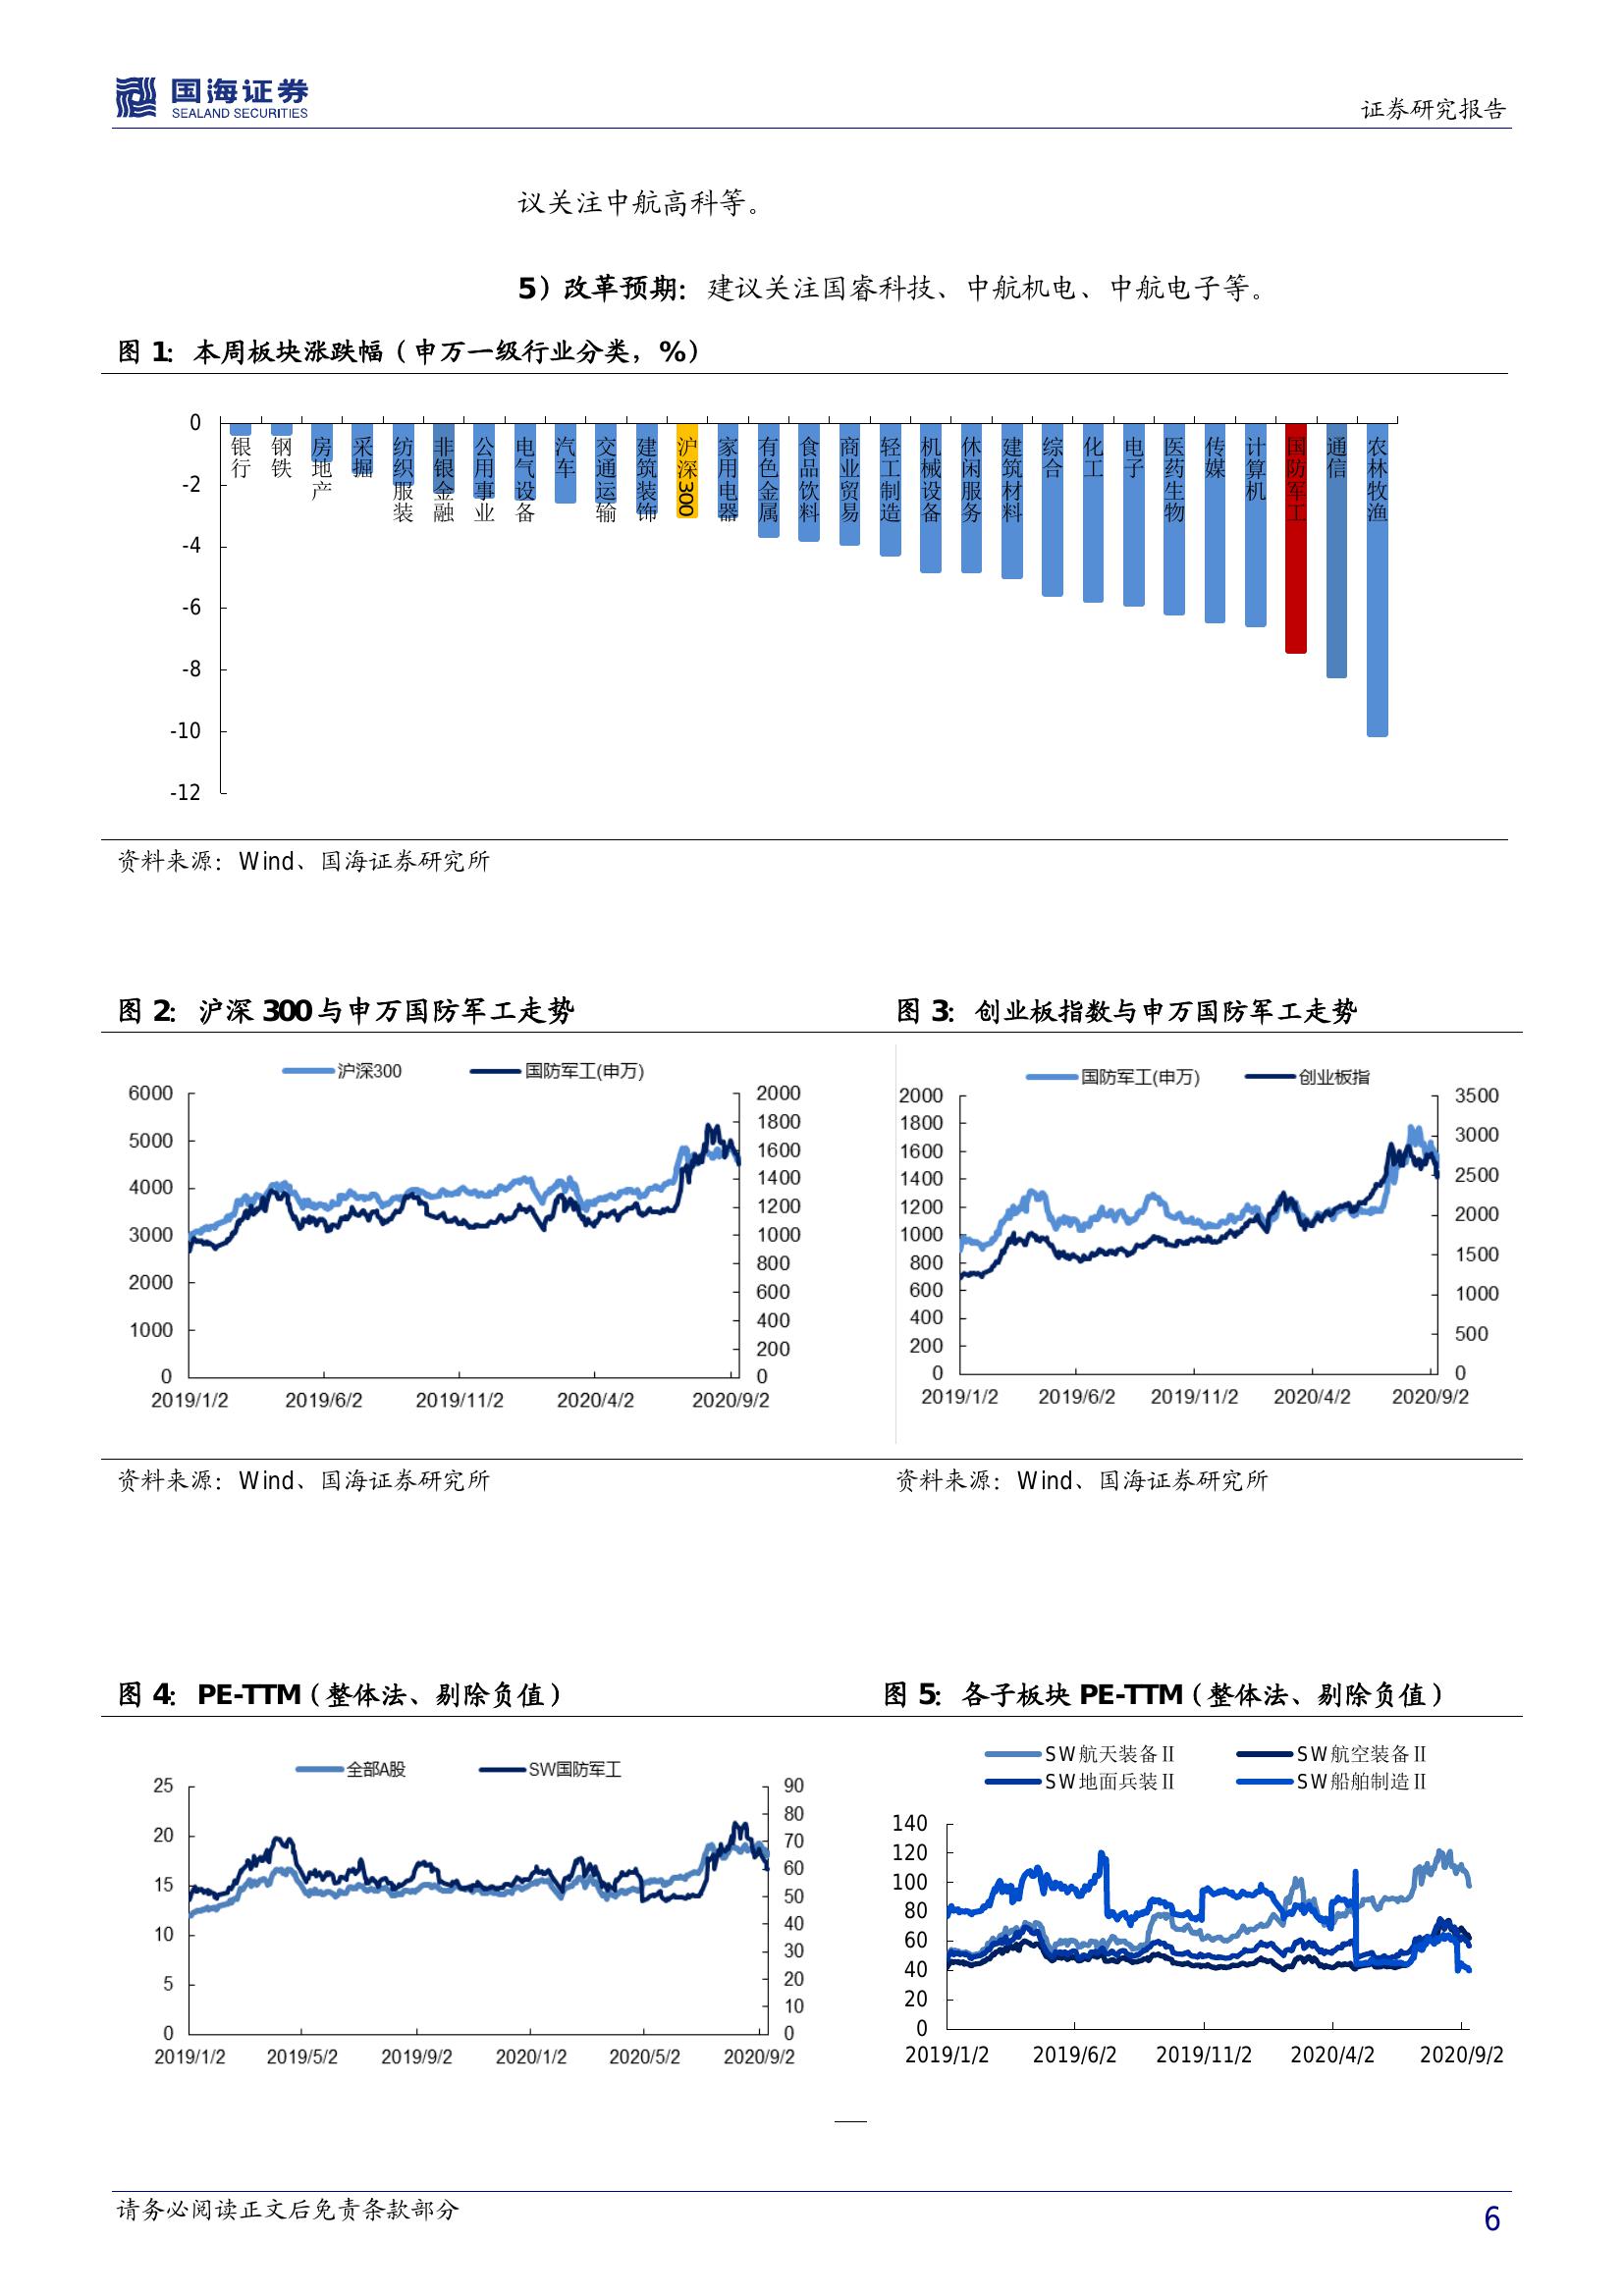 国海证券
SEALAND SECURITIES
证券研究报告
议关注中航高科等。
5）改革预期：建议关注国睿科技、中航机电、中航电子等。
图 1：本周板块涨跌幅（申万一级行业分类，%）
0
-2
-4
-6
-8
-10
-12
银行
钢铁
房地产
采掘
纺织服装
非银金融
公用事业
电气设备
汽车
交通运输
建筑装饰
沪深300
家用电器
有色金属
食品饮料
商业贸易
轻工制造
机械设备
休闲服务
建筑材料
综合
化工
电子
医药生物
传媒
计算机
国防军工
通信
农林牧渔
资料来源：Wind、国海证券研究所
图 2：沪深 300 与申万国防军工走势
沪深300 国防军工(申万)
6000
5000
4000
3000
2000
1000
0
2000
1800
1600
1400
1200
1000
800
600
400
200
0
2019/1/2 2019/6/2 2019/11/2 2020/4/2 2020/9/2
资料来源：Wind、国海证券研究所
图 3：创业板指数与申万国防军工走势
国防军工(申万) 创业板指
2000
1800
1600
1400
1200
1000
800
600
400
200
0
3500
3000
2500
2000
1500
1000
500
0
2019/1/2 2019/6/2 2019/11/2 2020/4/2 2020/9/2
资料来源：Wind、国海证券研究所
图 4：PE-TTM（整体法、剔除负值）
全部A股 SW国防军工
25
20
15
10
5
0
90
80
70
60
50
40
30
20
10
0
2019/1/2 2019/5/2 2019/9/2 2020/1/2 2020/5/2 2020/9/2
图 5：各子板块 PE-TTM（整体法、剔除负值）
SW航天装备Ⅱ SW航空装备Ⅱ
SW地面兵装Ⅱ SW船舶制造Ⅱ
140
120
100
80
60
40
20
0
2019/1/2 2019/6/2 2019/11/2 2020/4/2 2020/9/2
请务必阅读正文后免责条款部分
6